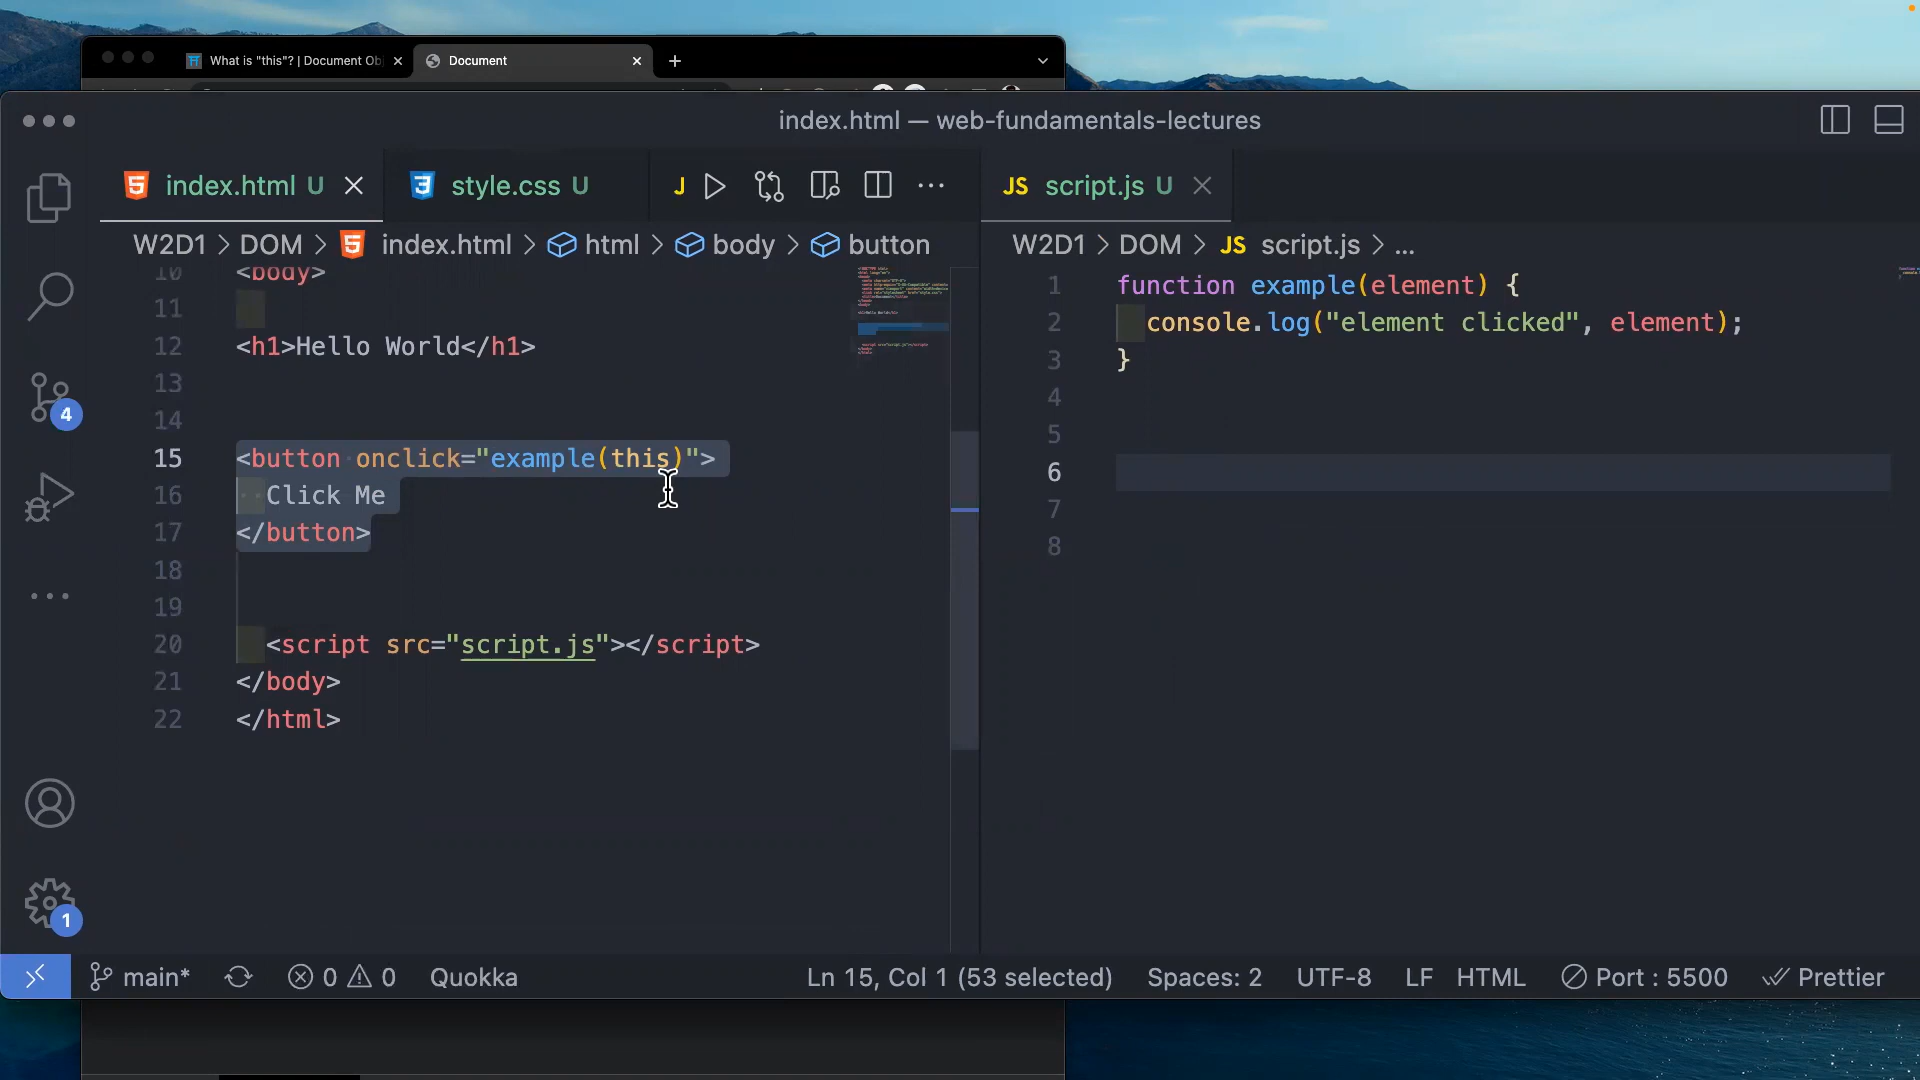 What is "this"? | Document Ob
Document
index.html — web-fundamentals-lectures
index.html U
style.css U
J
JS script.js U
W2D1 > DOM > index.html > html > body > button
W2D1 > DOM > JS script.js > ...
10 <body>
11
12 <h1>Hello World</h1>
13
14
15 <button onclick="example(this)">
16 Click Me
17 </button>
18
19
20 <script src="script.js"></script>
21 </body>
22 </html>
1 function example(element) {
2 console.log("element clicked", element);
3 }
4
5
6
7
8
4
1
main* 0 0 Quokka Ln 15, Col 1 (53 selected) Spaces: 2 UTF-8 LF HTML Port : 5500 Prettier